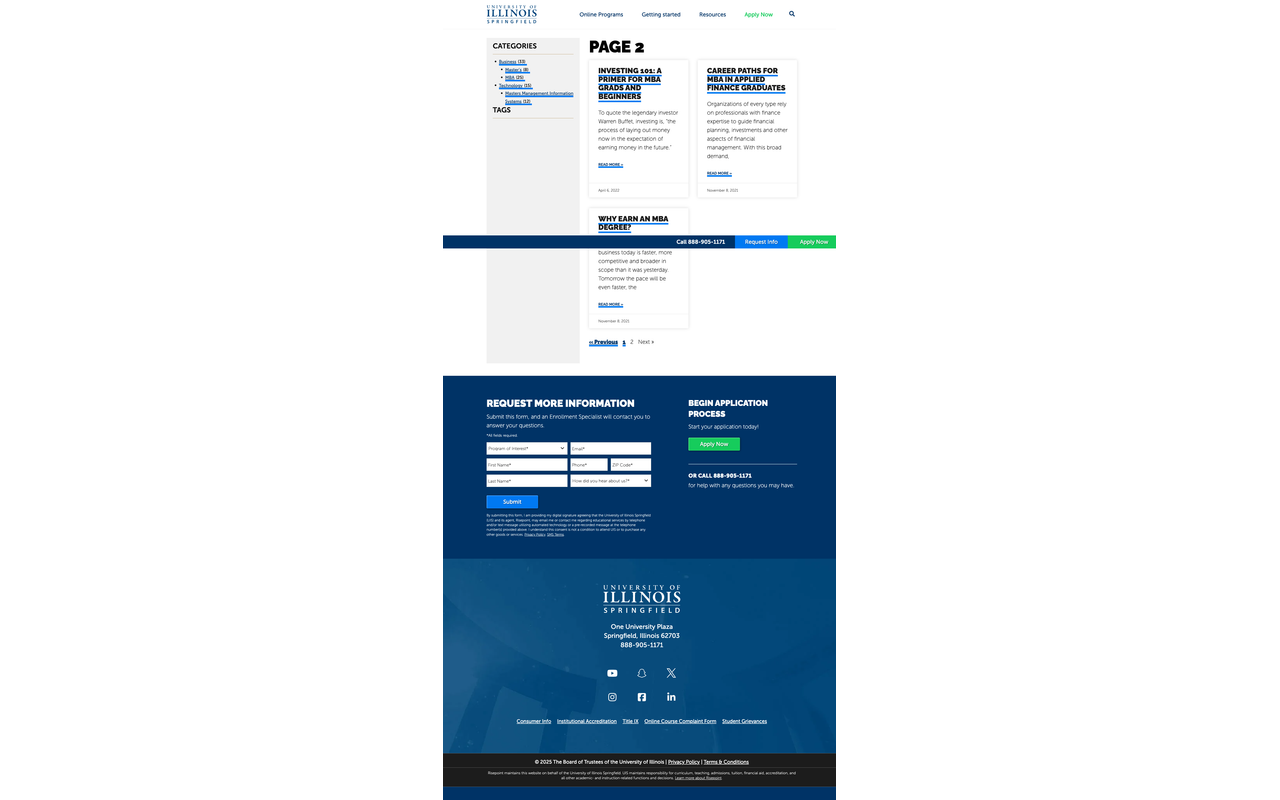 UNIVERSITY OF
ILLINOIS
SPRINGFIELD
Online Programs
Getting started
Resources
Apply Now
CATEGORIES
Business (33)
Master's (8)
MBA (25)
Technology (15)
Masters Management Information
Systems (12)
TAGS
PAGE 2
INVESTING 101: A
PRIMER FOR MBA
GRADS AND
BEGINNERS
To quote the legendary investor
Warren Buffet, investing is, "the
process of laying out money
now in the expectation of
earning money in the future."
READ MORE »
April 6, 2022
CAREER PATHS FOR
MBA IN APPLIED
FINANCE GRADUATES
Organizations of every type rely
on professionals with finance
expertise to guide financial
planning, investments and other
aspects of financial
management. With this broad
demand,
READ MORE »
November 8, 2021
WHY EARN AN MBA
DEGREE?
Call 888-905-1171
Request Info
Apply Now
business today is faster, more
competitive and broader in
scope than it was yesterday.
Tomorrow the pace will be
even faster, the
READ MORE »
November 8, 2021
« Previous 1 2 Next »
REQUEST MORE INFORMATION
Submit this form, and an Enrollment Specialist will contact you to
answer your questions.
*All fields required.
Program of Interest*
Email*
First Name*
Phone*
ZIP Code*
Last Name*
How did you hear about us?*
Submit
By submitting this form, I am providing my digital signature agreeing that the University of Illinois Springfield
(UIS) and its agent, Risepoint, may email me or contact me regarding educational services by telephone
and/or text message utilizing automated technology or a pre-recorded message at the telephone
number(s) provided above. I understand this consent is not a condition to attend UIS or to purchase any
other goods or services. Privacy Policy. SMS Terms.
BEGIN APPLICATION
PROCESS
Start your application today!
Apply Now
OR CALL 888-905-1171
for help with any questions you may have.
UNIVERSITY OF
ILLINOIS
SPRINGFIELD
One University Plaza
Springfield, Illinois 62703
888-905-1171
Consumer Info
Institutional Accreditation
Title IX
Online Course Complaint Form
Student Grievances
© 2025 The Board of Trustees of the University of Illinois | Privacy Policy | Terms & Conditions
Risepoint maintains this website on behalf of the University of Illinois Springfield. UIS maintains responsibility for curriculum, teaching, admissions, tuition, financial aid, accreditation, and
all other academic- and instruction-related functions and decisions. Learn more about Risepoint.